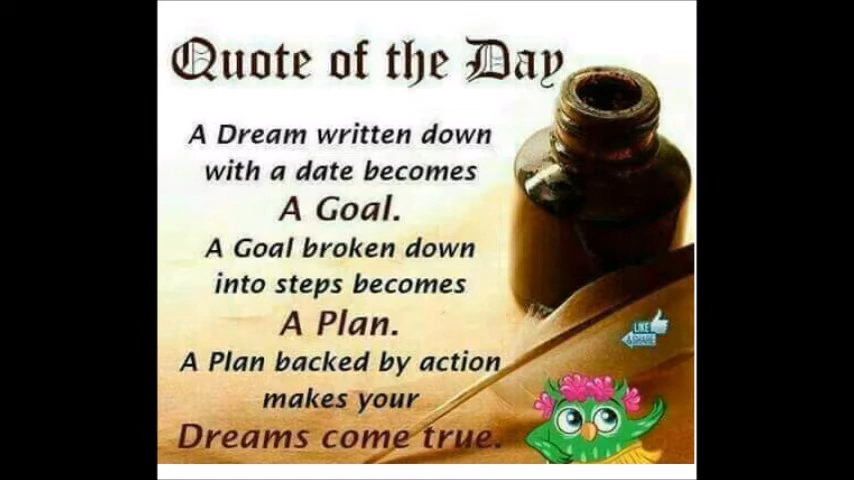 Quote of the Day
A Dream written down
with a date becomes
A Goal.
A Goal broken down
into steps becomes
A Plan.
A Plan backed by action
makes your
Dreams come true.
LIKE